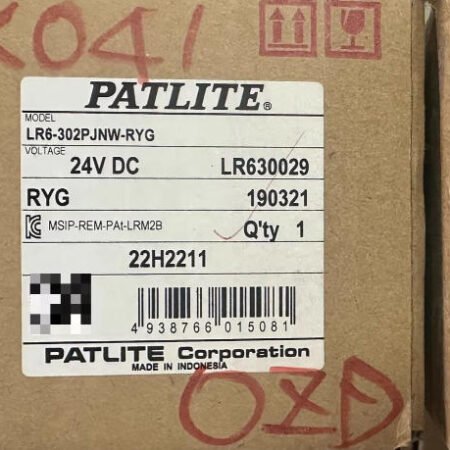 K041
PATLITE®
MODEL
LR6-302PJNW-RYG
VOLTAGE
24V DC LR630029
RYG 190321
MSIP-REM-PAt-LRM2B Q'ty 1
22H2211
4 938766 015081
PATLITE Corporation
MADE IN INDONESIA
OZD